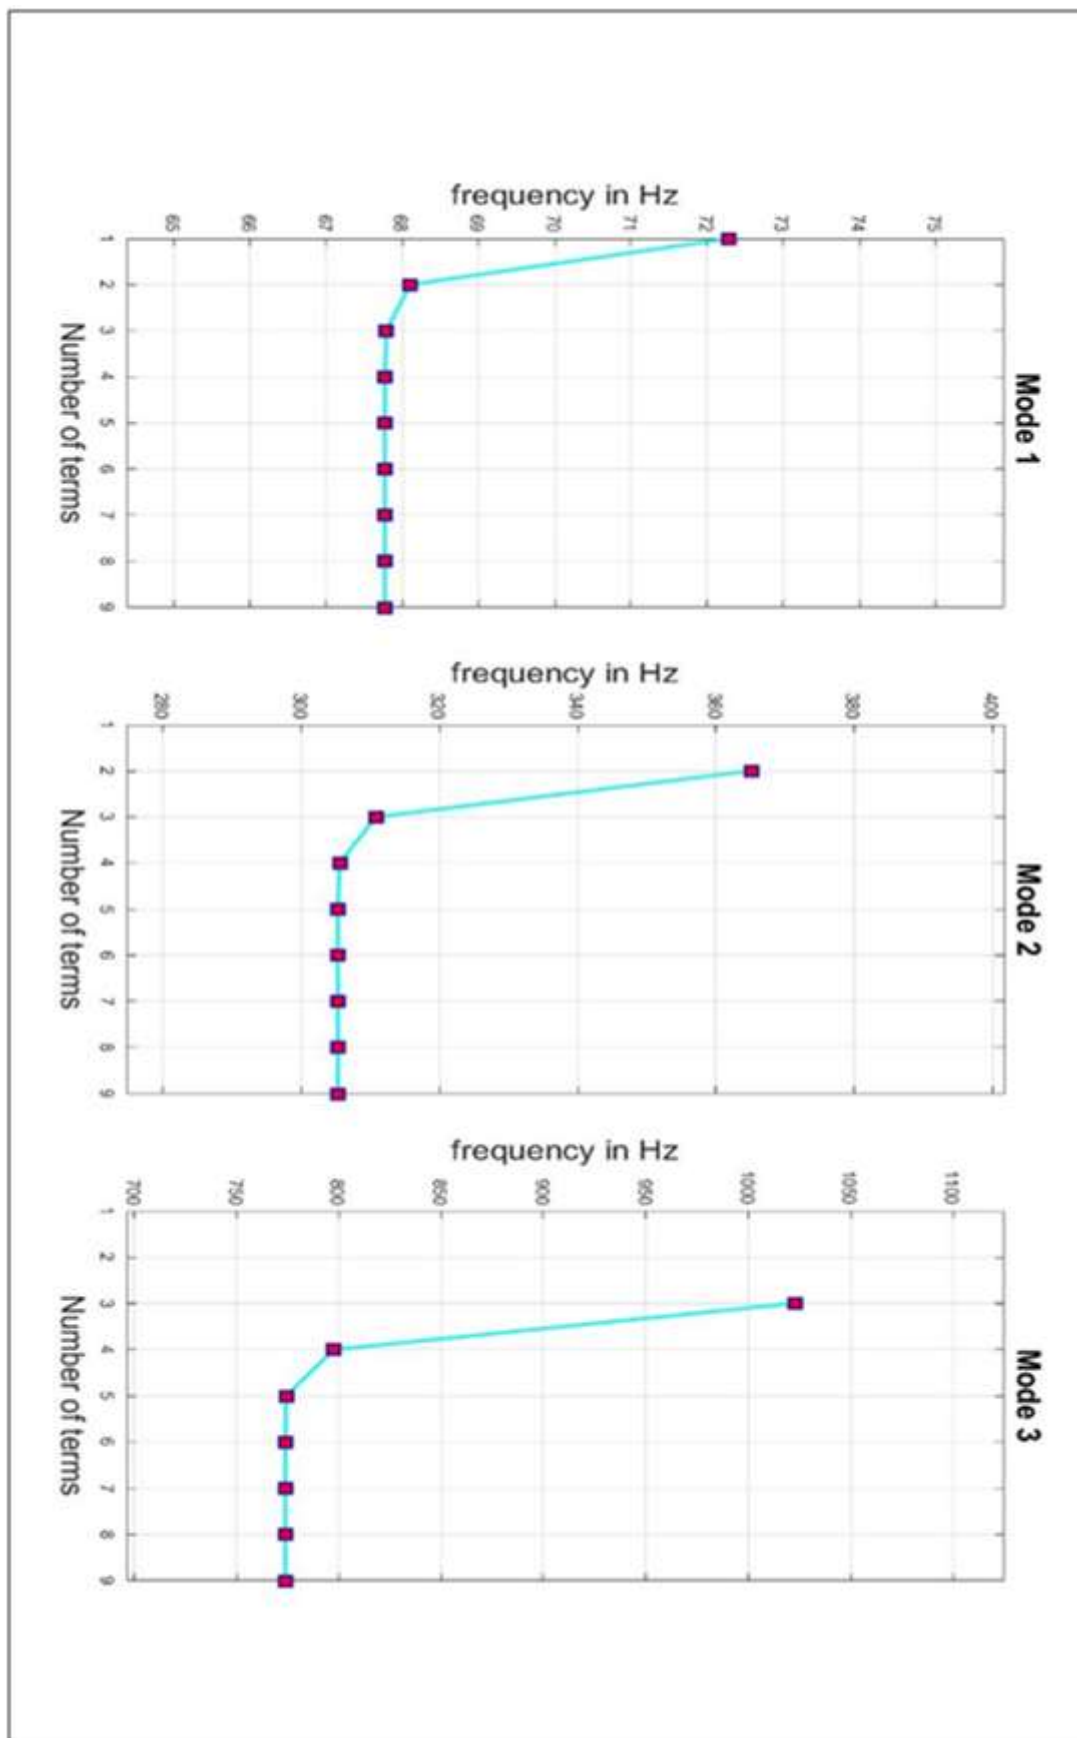 Mode 1
frequency in Hz
75
74
73
72
71
70
69
68
67
66
65
1 2 3 4 5 6 7 8 9
Number of terms
Mode 2
frequency in Hz
400
380
360
340
320
300
280
1 2 3 4 5 6 7 8 9
Number of terms
Mode 3
frequency in Hz
1100
1050
1000
950
900
850
800
750
700
1 2 3 4 5 6 7 8 9
Number of terms